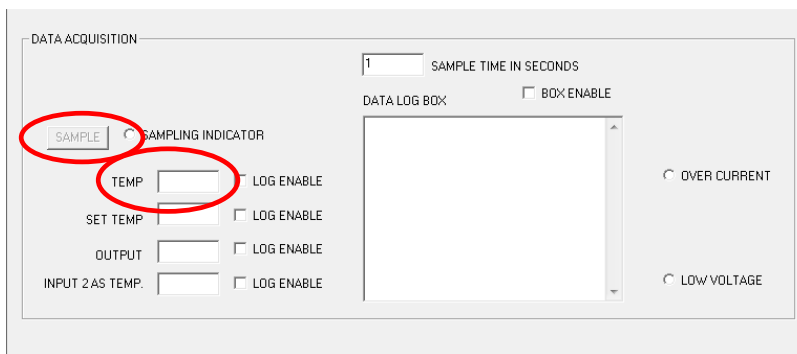 DATA ACQUISITION
1 SAMPLE TIME IN SECONDS
DATA LOG BOX BOX ENABLE
SAMPLE SAMPLING INDICATOR
TEMP LOG ENABLE
OVER CURRENT
SET TEMP LOG ENABLE
OUTPUT LOG ENABLE
INPUT 2 AS TEMP. LOG ENABLE
LOW VOLTAGE